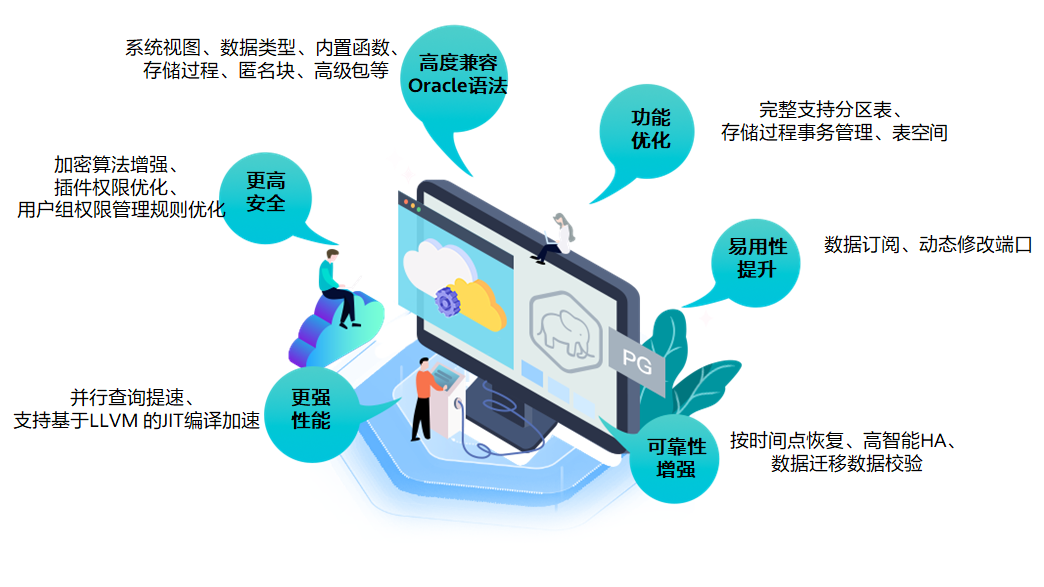 高度兼容
Oracle语法
系统视图、数据类型、内置函数、
存储过程、匿名块、高级包等
功能
优化
完整支持分区表、
存储过程事务管理、表空间
更高
安全
加密算法增强、
插件权限优化、
用户组权限管理规则优化
易用性
提升
数据订阅、动态修改端口
PG
更强
性能
并行查询提速、
支持基于LLVM 的JIT编译加速
可靠性
增强
按时间点恢复、高智能HA、
数据迁移数据校验